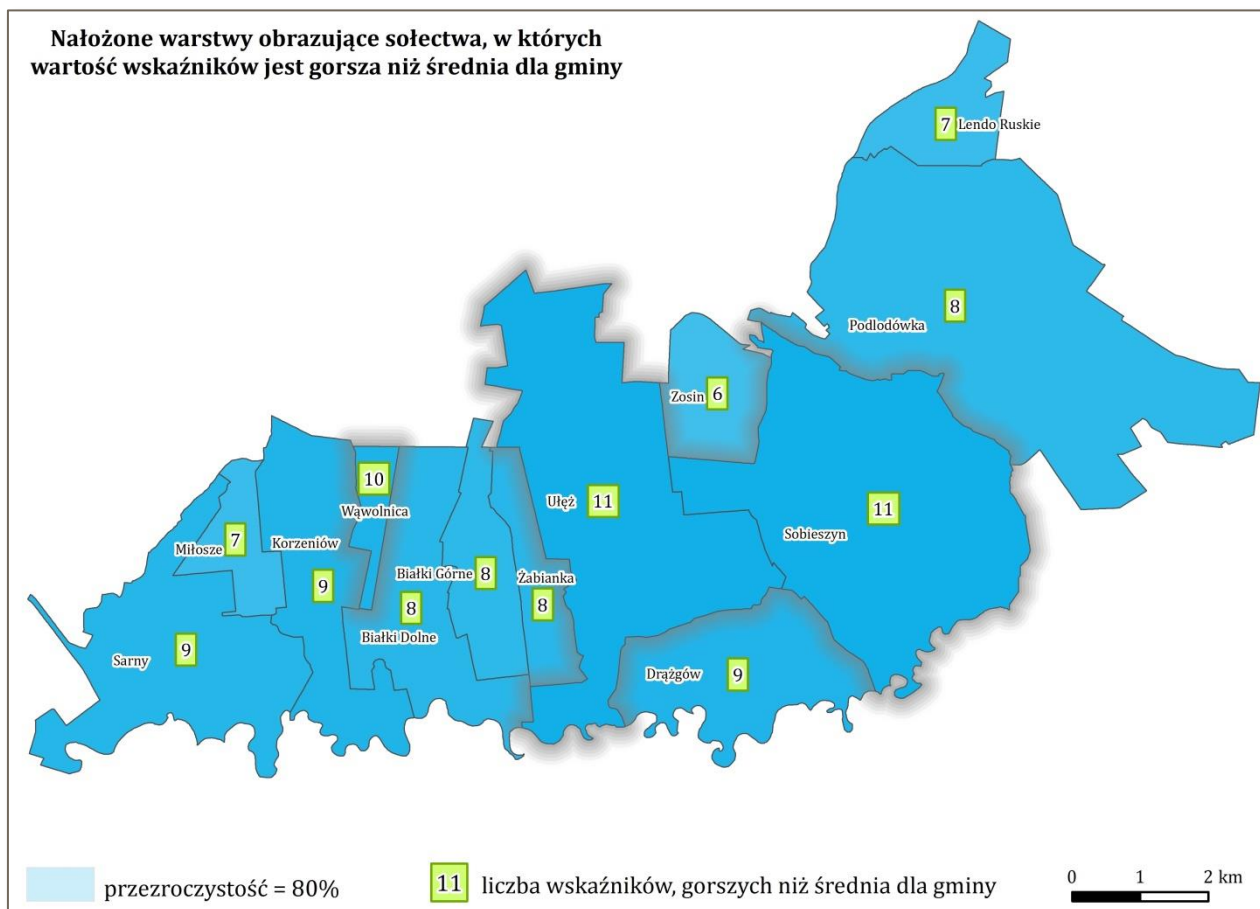 Nałożone warstwy obrazujące sołectwa, w których
wartość wskaźników jest gorsza niż średnia dla gminy
7
Lendo Ruskie
8
Podlodówka
Zosin
6
10
Wąwolnica
Ułęż
11
11
Sobieszyn
Miłosze
7
Korzeniów
9
Białki Górne
8
Żabianka
8
8
Białki Dolne
Sarny
9
Drążgów
9
przezroczystość = 80%
11
liczba wskaźników, gorszych niż średnia dla gminy
0 1 2 km